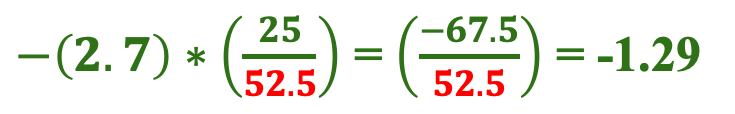 −(2.7) * (25/52.5) = (−67.5/52.5) = -1.29